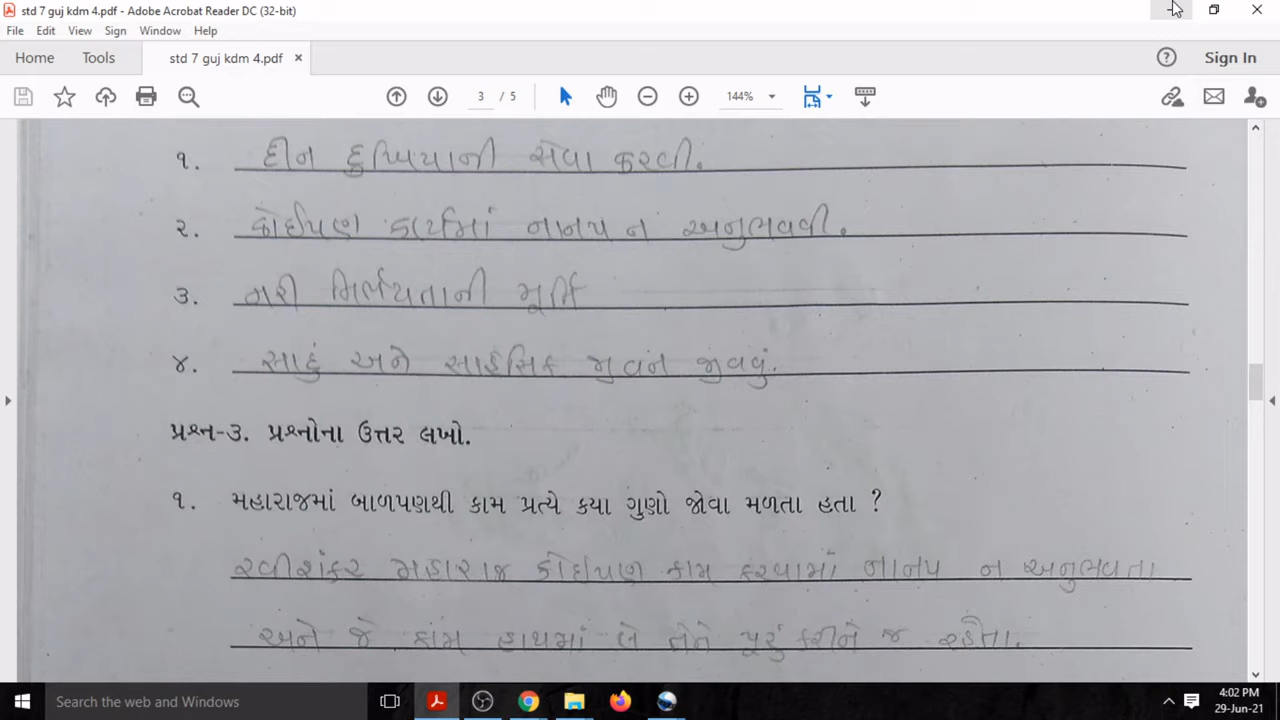 std 7 guj kdm 4.pdf - Adobe Acrobat Reader DC (32-bit)
File Edit View Sign Window Help
Home Tools std 7 guj kdm 4.pdf × Sign In
3 / 5 144%
૧. દીન દુખિયાની સેવા કરવી.
૨. કોઈપણ કાર્યમાં નાનપ ન અનુભવવી.
૩. નરી નિર્ભયતાની મૂર્તિ
૪. સાદું અને સાહસિક જીવન જીવવું.
પ્રશ્ન-૩. પ્રશ્નોના ઉત્તર લખો.
૧. મહારાજમાં બાળપણથી કામ પ્રત્યે કયા ગુણો જોવા મળતા હતા ?
રવીશંકર મહારાજ કોઈપણ કામ કરવામાં નાનપ ન અનુભવતા
અને જે કામ હાથમાં લે તેને પૂરું કરીને જ રહેતા.
Search the web and Windows
4:02 PM
29-Jun-21